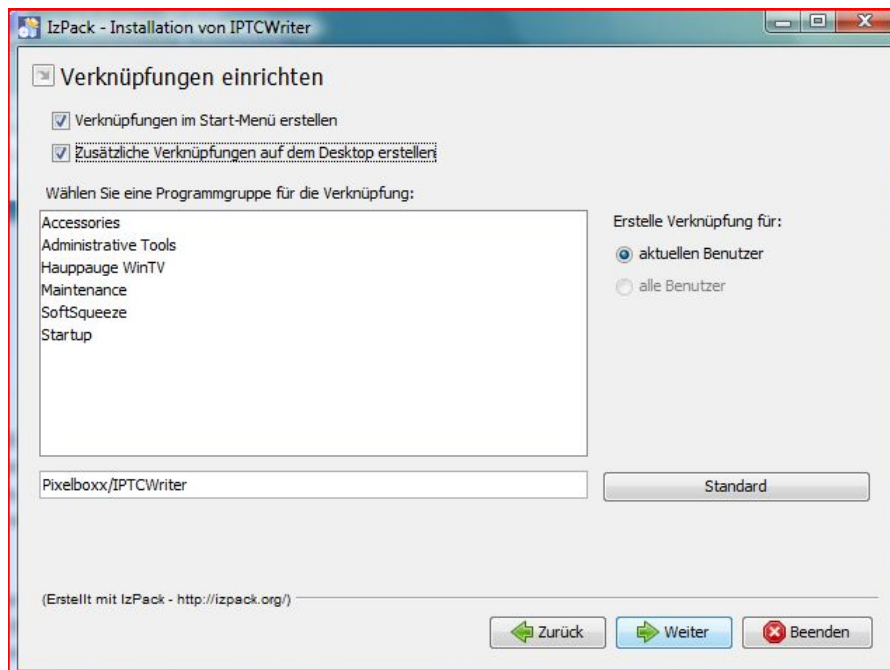 IzPack - Installation von IPTCWriter
Verknüpfungen einrichten
Verknüpfungen im Start-Menü erstellen
Zusätzliche Verknüpfungen auf dem Desktop erstellen
Wählen Sie eine Programmgruppe für die Verknüpfung:
Accessories
Administrative Tools
Hauppauge WinTV
Maintenance
SoftSqueeze
Startup
Erstelle Verknüpfung für:
aktuellen Benutzer
alle Benutzer
Pixelboxx/IPTCWriter
Standard
(Erstellt mit IzPack - http://izpack.org/)
Zurück
Weiter
Beenden